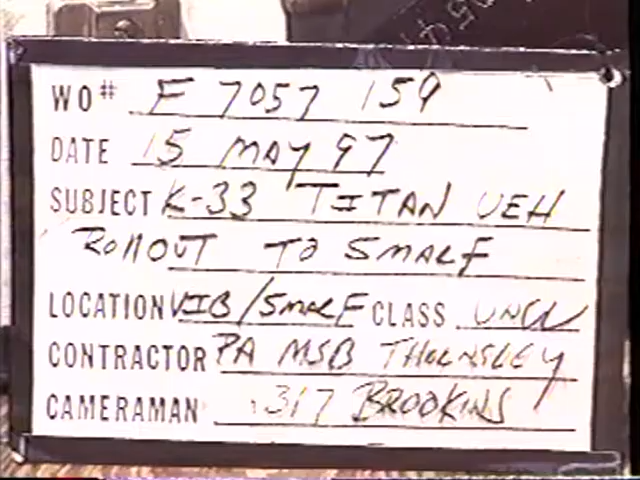 WO# F 7057 159
DATE 15 MAY 97
SUBJECT K-33 TITAN VEH
ROllOUT TO SMARF
LOCATION VIB/SMARF CLASS UNCL
CONTRACTOR PA MSB THORNSLEY
CAMERAMAN 1317 BROOKINS